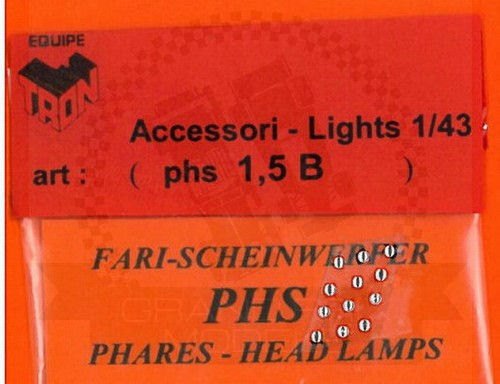 EQUIPE
TRON
Accessori - Lights 1/43
art : ( phs 1,5 B )
FARI-SCHEINWERFER
PHS
PHARES - HEAD LAMPS